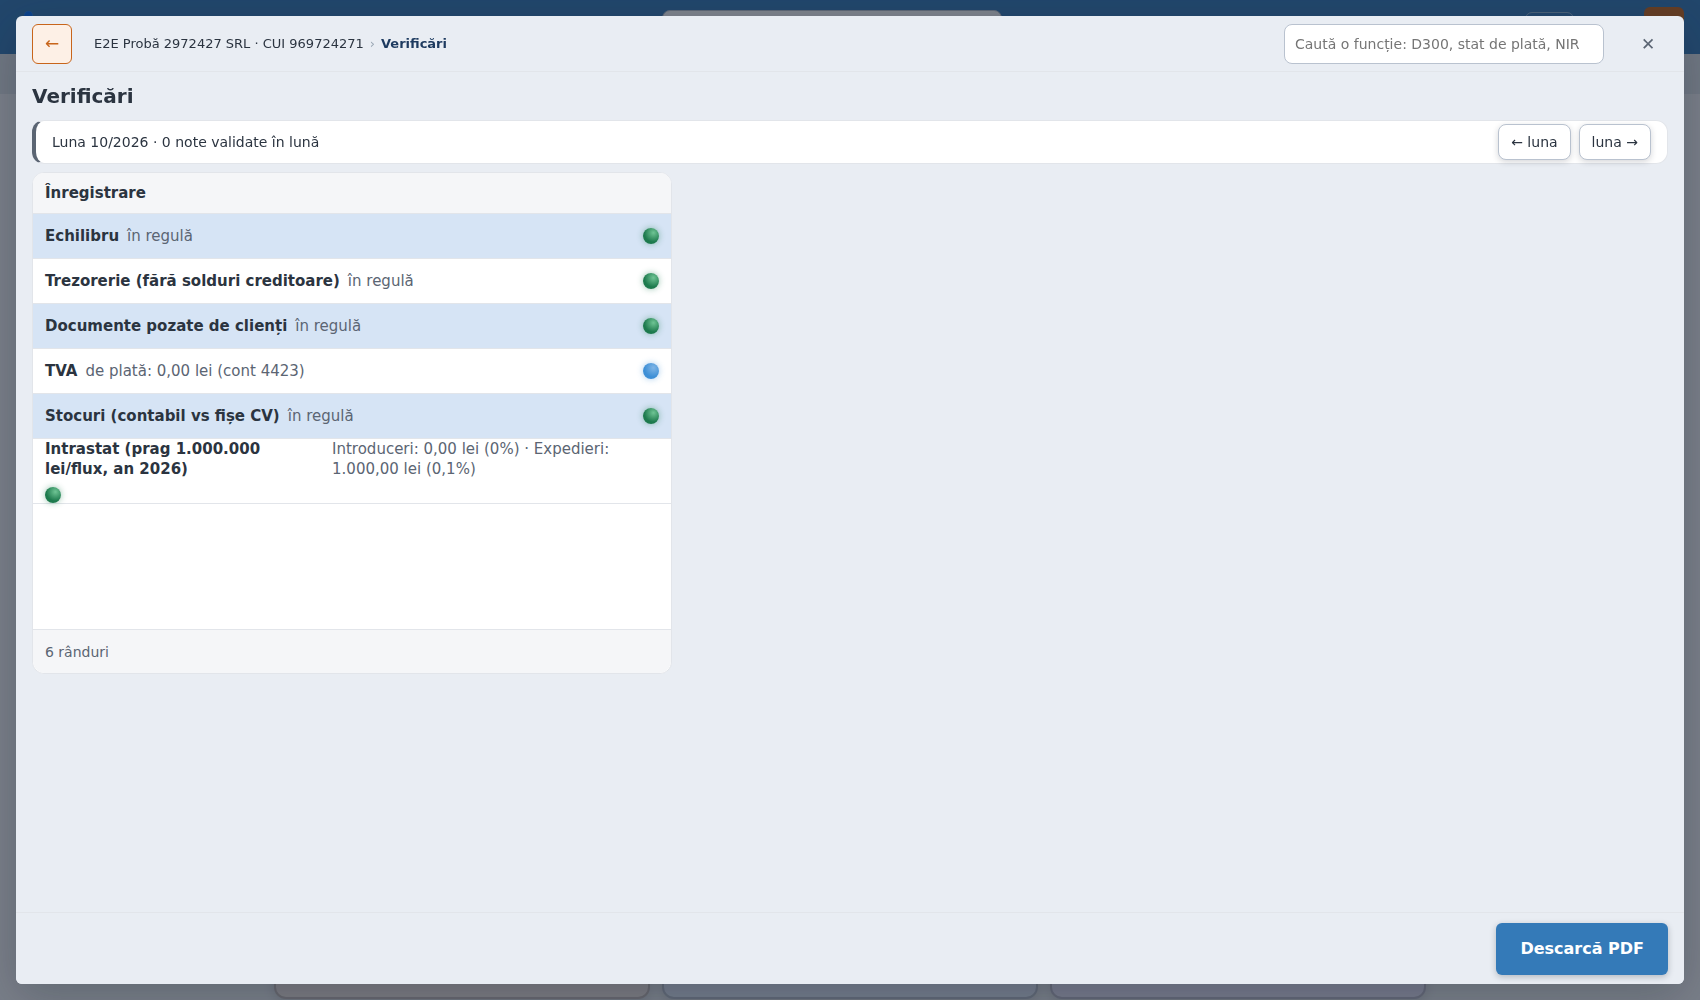 ←
E2E Probă 2972427 SRL · CUI 969724271 › Verificări
Caută o funcție: D300, stat de plată, NIR
✕
Verificări
Luna 10/2026 · 0 note validate în lună
← luna
luna →
Înregistrare
Echilibru în regulă
Trezorerie (fără solduri creditoare) în regulă
Documente pozate de clienți în regulă
TVA de plată: 0,00 lei (cont 4423)
Stocuri (contabil vs fișe CV) în regulă
Intrastat (prag 1.000.000
lei/flux, an 2026)
Introduceri: 0,00 lei (0%) · Expedieri:
1.000,00 lei (0,1%)
6 rânduri
Descarcă PDF